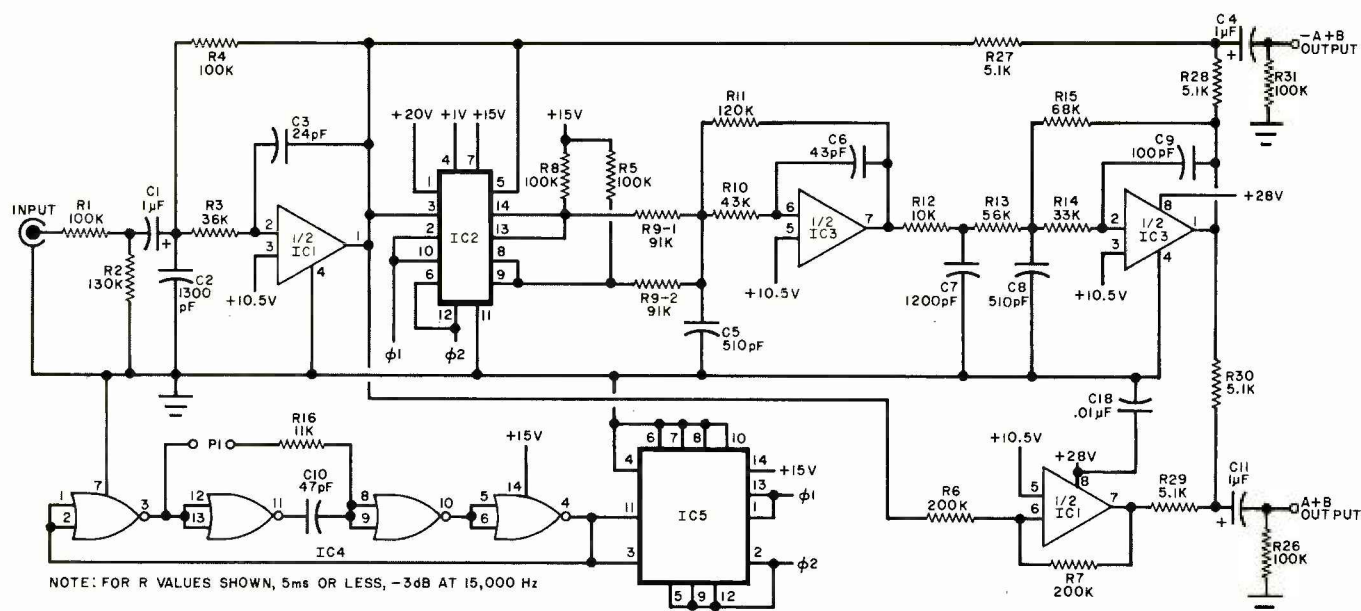 R4
100K
R27
5.1K
C4
1µF
+
-A+B
OUTPUT
R28
5.1K
R31
100K
+20V
+1V
+15V
+15V
R11
120K
R15
68K
C3
24pF
R8
100K
R5
100K
C6
43pF
C9
100pF
+28V
INPUT
R1
100K
C1
1µF
+
R3
36K
2
3
1/2
IC1
1
4
+10.5V
R2
130K
C2
1300
pF
4
7
1
5
3
14
2
13
10
8
6
9
12
11
IC2
ϕ1
ϕ2
R9-1
91K
R9-2
91K
R10
43K
6
5
1/2
IC3
7
+10.5V
C5
510pF
R12
10K
R13
56K
R14
33K
C7
1200pF
C8
510pF
2
3
1/2
IC3
8
1
4
+10.5V
R30
5.1K
C18
.01µF
P1
R16
11K
C10
47pF
+15V
7
1
2
3
12
13
11
8
9
10
5
6
14
4
IC4
6
7
8
10
4
14
+15V
13
ϕ1
11
1
IC5
3
2
ϕ2
5
9
12
+10.5V
+28V
R6
200K
5
6
8
1/2
IC1
7
R7
200K
R29
5.1K
C11
1µF
+
A+B
OUTPUT
R26
100K
NOTE: FOR R VALUES SHOWN, 5ms OR LESS, -3dB AT 15,000 Hz